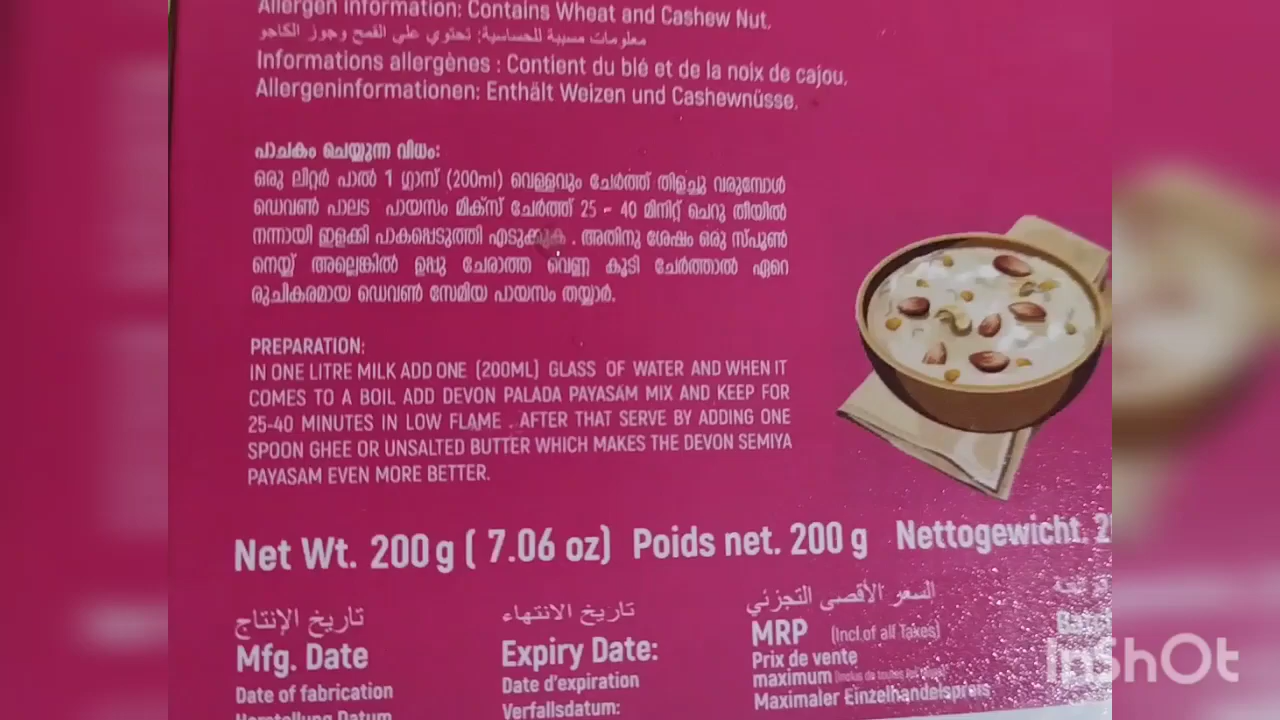 Allergen Information: Contains Wheat and Cashew Nut.
معلومات مسببة للحساسية: تحتوي على القمح وجوز الكاجو
Informations allergènes : Contient du blé et de la noix de cajou.
Allergeninformationen: Enthält Weizen und Cashewnüsse.
പാചകം ചെയ്യുന്ന വിധം:
ഒരു ലിറ്റർ പാൽ 1 ഗ്ലാസ് (200ml) വെള്ളവും ചേർത്ത് തിളച്ചു വരുമ്പോൾ
ഡെവൺ പാലട പായസം മിക്സ് ചേർത്ത് 25 - 40 മിനിറ്റ് ചെറു തീയിൽ
നന്നായി ഇളക്കി പാകപ്പെടുത്തി എടുക്കുക . അതിനു ശേഷം ഒരു സ്പൂൺ
നെയ്യ് അല്ലെങ്കിൽ ഉപ്പു ചേരാത്ത വെണ്ണ കൂടി ചേർത്താൽ ഏറെ
രുചികരമായ ഡെവൺ സേമിയ പായസം തയ്യാർ.
PREPARATION:
IN ONE LITRE MILK ADD ONE (200ML) GLASS OF WATER AND WHEN IT
COMES TO A BOIL ADD DEVON PALADA PAYASAM MIX AND KEEP FOR
25-40 MINUTES IN LOW FLAME . AFTER THAT SERVE BY ADDING ONE
SPOON GHEE OR UNSALTED BUTTER WHICH MAKES THE DEVON SEMIYA
PAYASAM EVEN MORE BETTER.
Net Wt. 200 g ( 7.06 oz) Poids net. 200 g Nettogewicht.
تاريخ الإنتاج تاريخ الانتهاء السعر الأقصى التجزئي
Mfg. Date Expiry Date: MRP (Incl.of all Takes)
Date of fabrication Date d'expiration Prix de vente
maximum
Verfallsdatum: Maximaler Einzelhandelspreis
InShOt